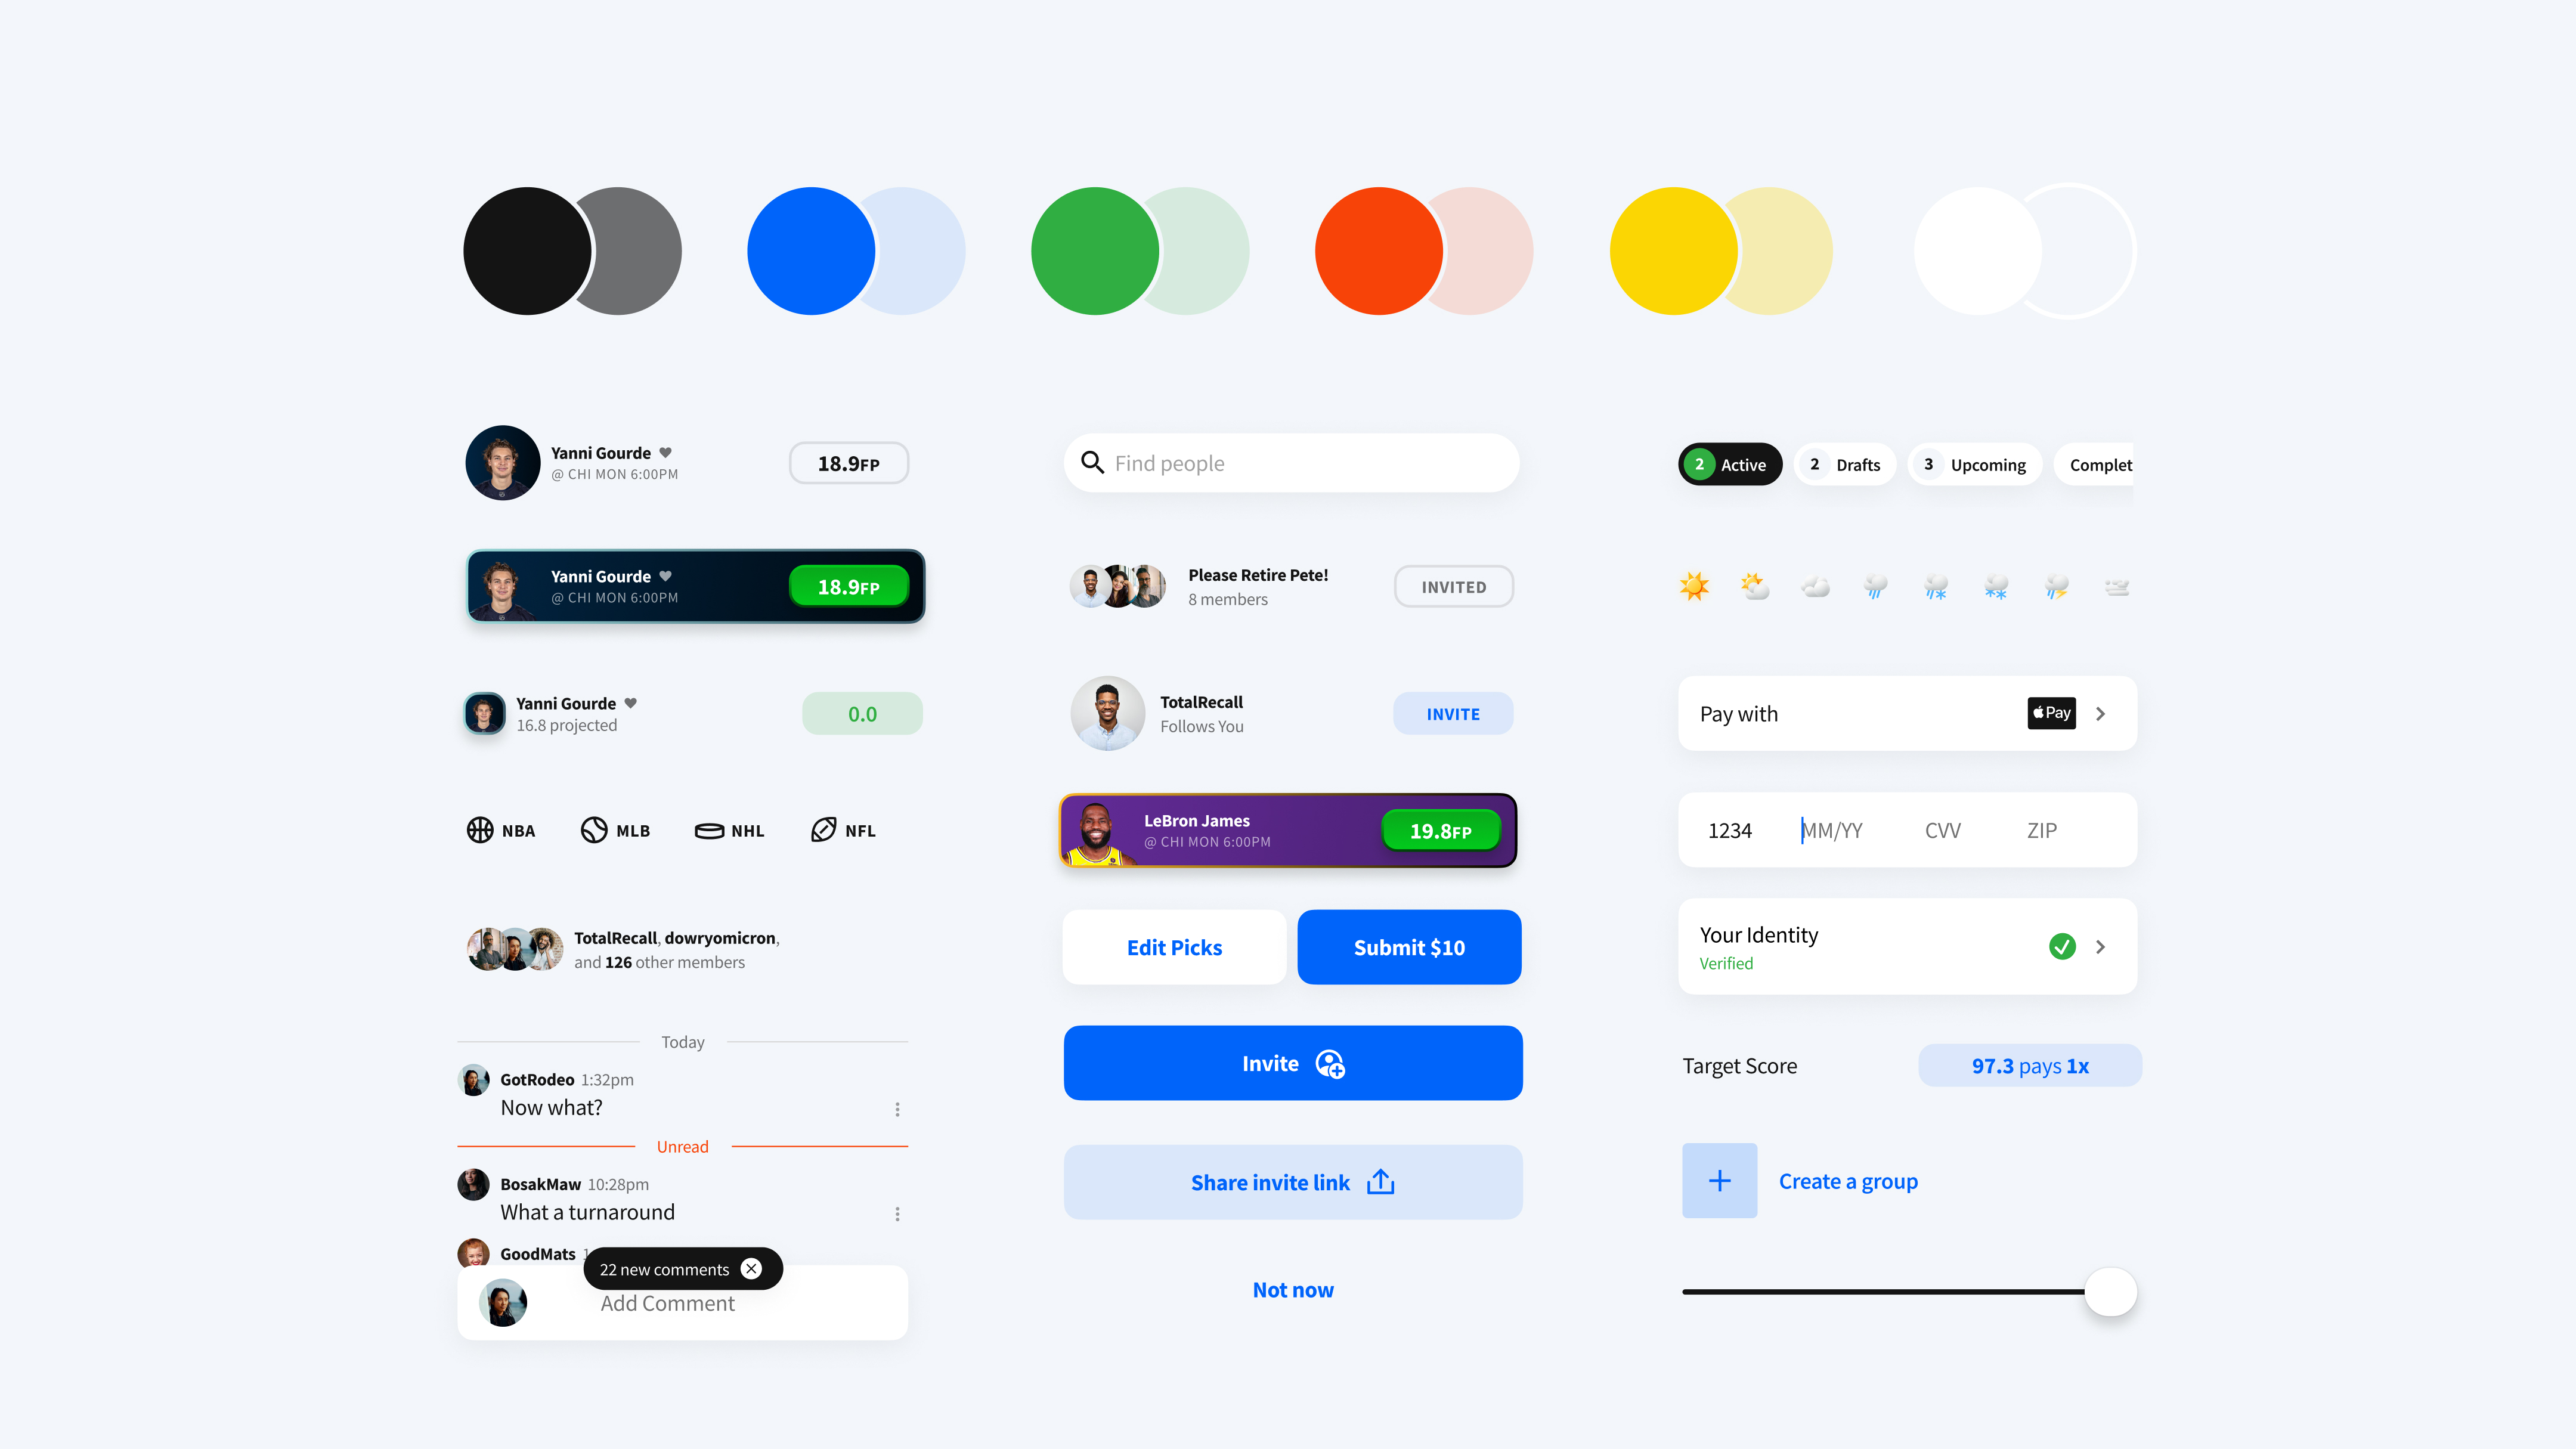 Yanni Gourde
@ CHI MON 6:00PM
18.9FP
Yanni Gourde
@ CHI MON 6:00PM
18.9FP
Yanni Gourde
16.8 projected
0.0
NBA
MLB
NHL
NFL
TotalRecall, dowryomicron,
and 126 other members
Today
GotRodeo 1:32pm
Now what?
Unread
BosakMaw 10:28pm
What a turnaround
GoodMats
22 new comments
Add Comment
Find people
Please Retire Pete!
8 members
INVITED
TotalRecall
Follows You
INVITE
LeBron James
@ CHI MON 6:00PM
19.8FP
Edit Picks
Submit $10
Invite
Share invite link
Not now
2 Active
2 Drafts
3 Upcoming
Complet
Pay with
Pay
1234
MM/YY
CVV
ZIP
Your Identity
Verified
Target Score
97.3 pays 1x
Create a group